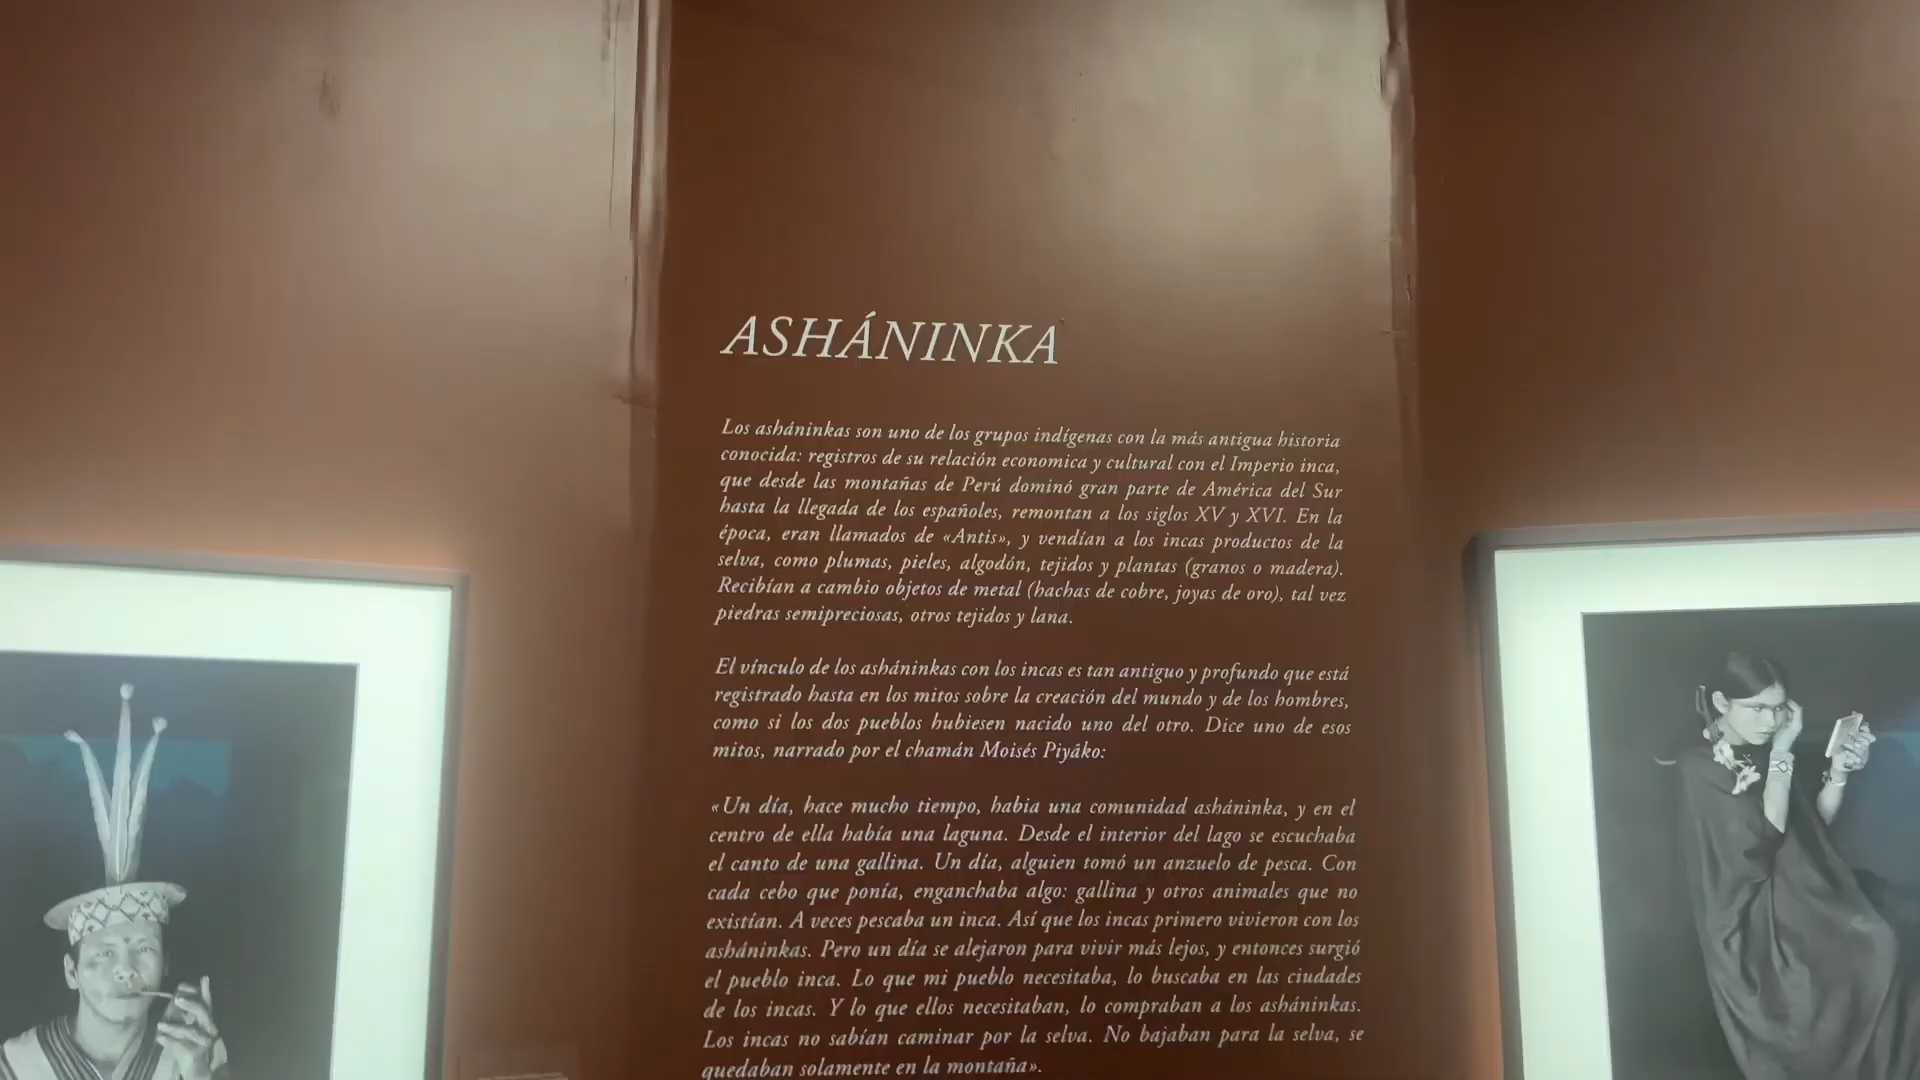 ASHÁNINKA
Los asháninkas son uno de los grupos indígenas con la más antigua historia
conocida: registros de su relación economica y cultural con el Imperio inca,
que desde las montañas de Perú dominó gran parte de América del Sur
hasta la llegada de los españoles, remontan a los siglos XV y XVI. En la
época, eran llamados de «Antis», y vendían a los incas productos de la
selva, como plumas, pieles, algodón, tejidos y plantas (granos o madera).
Recibían a cambio objetos de metal (hachas de cobre, joyas de oro), tal vez
piedras semipreciosas, otros tejidos y lana.
El vínculo de los asháninkas con los incas es tan antiguo y profundo que está
registrado hasta en los mitos sobre la creación del mundo y de los hombres,
como si los dos pueblos hubiesen nacido uno del otro. Dice uno de esos
mitos, narrado por el chamán Moisés Piyãko:
«Un día, hace mucho tiempo, habia una comunidad asháninka, y en el
centro de ella había una laguna. Desde el interior del lago se escuchaba
el canto de una gallina. Un día, alguien tomó un anzuelo de pesca. Con
cada cebo que ponía, enganchaba algo: gallina y otros animales que no
existían. A veces pescaba un inca. Así que los incas primero vivieron con los
asháninkas. Pero un día se alejaron para vivir más lejos, y entonces surgió
el pueblo inca. Lo que mi pueblo necesitaba, lo buscaba en las ciudades
de los incas. Y lo que ellos necesitaban, lo compraban a los asháninkas.
Los incas no sabían caminar por la selva. No bajaban para la selva, se
quedaban solamente en la montaña».